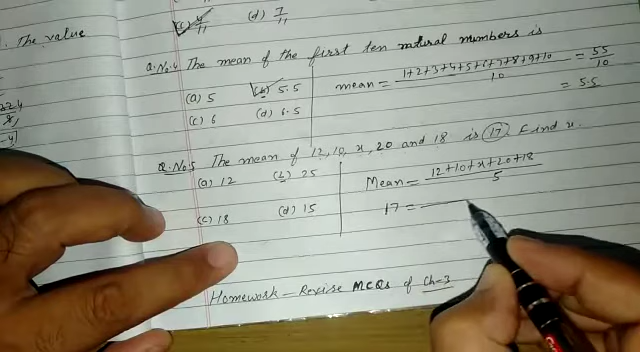 (c) 4/11 (d) 7/11
The value
Q.No.4 The mean of the first ten natural numbers is
(a) 5 (b) 5.5
(c) 6 (d) 6.5
mean = 1+2+3+4+5+6+7+8+9+10 / 10 = 55/10
= 5.5
Q.No.5 The mean of 12, 10, x, 20 and 18 is 17. Find x.
(a) 12 (b) 25
(c) 18 (d) 15
Mean = 12+10+x+20+18 / 5
17 =
Homework - Revise MCQs of Ch-3